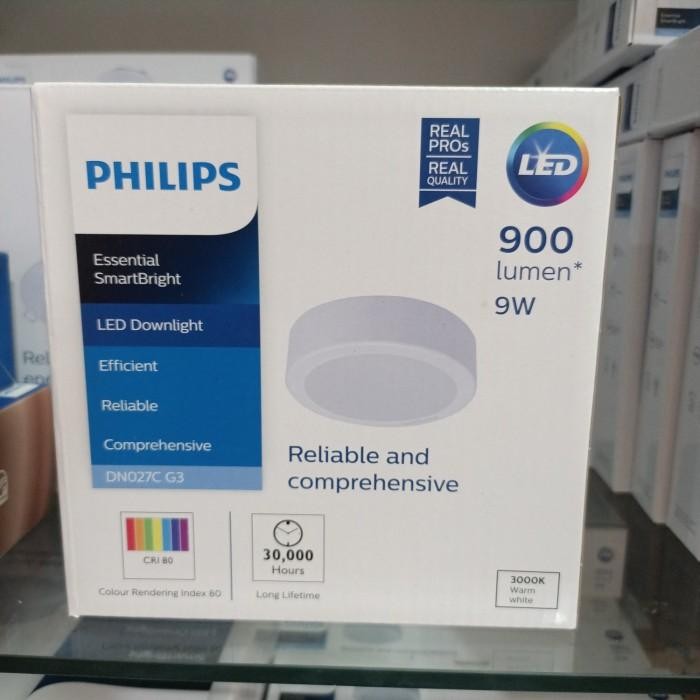 PHILIPS
Essential
SmartBright
LED Downlight
Efficient
Reliable
Comprehensive
DN027C G3
REAL
PROs
REAL
QUALITY
LED
900
lumen*
9W
Reliable and
comprehensive
CRI 80
Colour Rendering Index 80
30,000
Hours
Long Lifetime
3000K
Warm
white